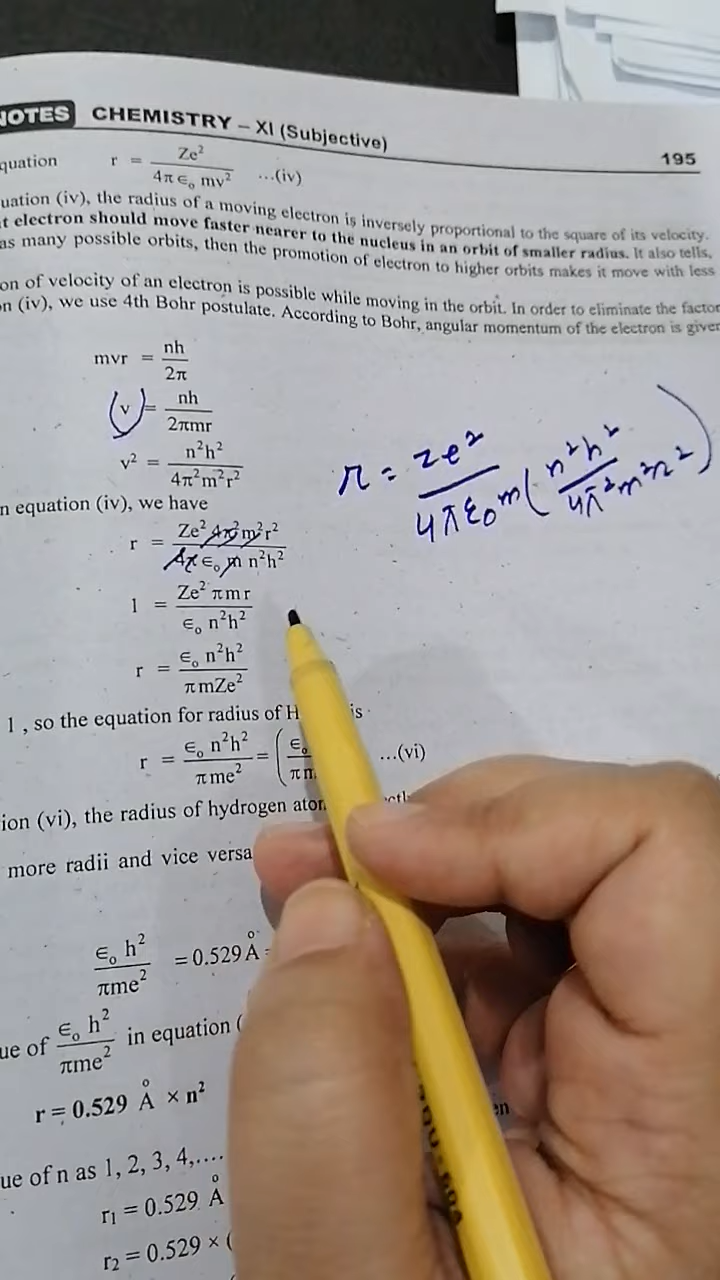 NOTES CHEMISTRY – XI (Subjective) 195
quation r = Ze² / 4π ∈₀ mv² ...(iv)
uation (iv), the radius of a moving electron is inversely proportional to the square of its velocity.
t electron should move faster nearer to the nucleus in an orbit of smaller radius. It also tells,
as many possible orbits, then the promotion of electron to higher orbits makes it move with less
on of velocity of an electron is possible while moving in the orbit. In order to eliminate the factor
n (iv), we use 4th Bohr postulate. According to Bohr, angular momentum of the electron is given
mvr = nh / 2π
v = nh / 2πmr
v² = n²h² / 4π²m²r²
r = ze² / 4πε₀m (n²h² / 4π²m²r²)
n equation (iv), we have
r = Ze² 4π²m²r² / 4π∈₀ m n²h²
1 = Ze² πmr / ∈₀ n²h²
r = ∈₀ n²h² / πmZe²
1 , so the equation for radius of H is
r = ∈₀ n²h² / πme² = (∈₀ / πm ...(vi)
ion (vi), the radius of hydrogen
more radii and vice versa
∈₀ h² / πme² = 0.529 Å =
ue of ∈₀ h² / πme² in equation (
r = 0.529 Å × n²
ue of n as 1, 2, 3, 4,....
r₁ = 0.529 Å
r₂ = 0.529 × (